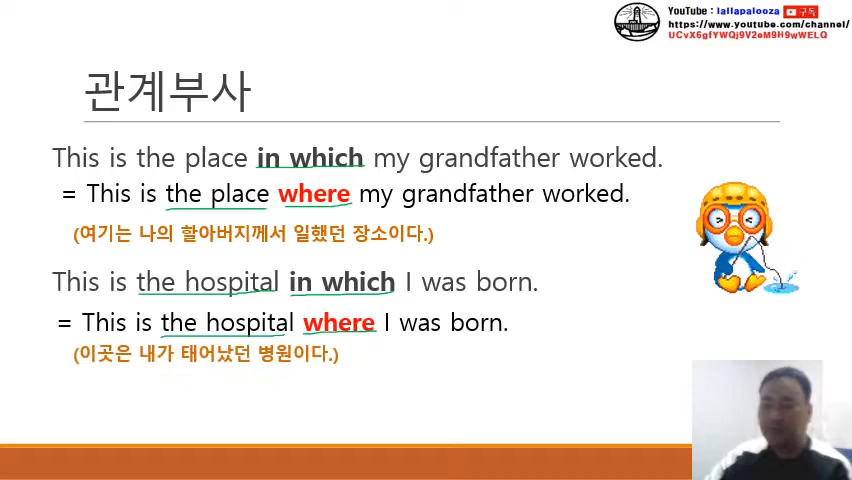 YouTube : lallapalooza 구독
https://www.youtube.com/channel/
UCvX6gfYWQj9V2eM9H9wWELQ
관계부사
This is the place in which my grandfather worked.
= This is the place where my grandfather worked.
(여기는 나의 할아버지께서 일했던 장소이다.)
This is the hospital in which I was born.
= This is the hospital where I was born.
(이곳은 내가 태어났던 병원이다.)